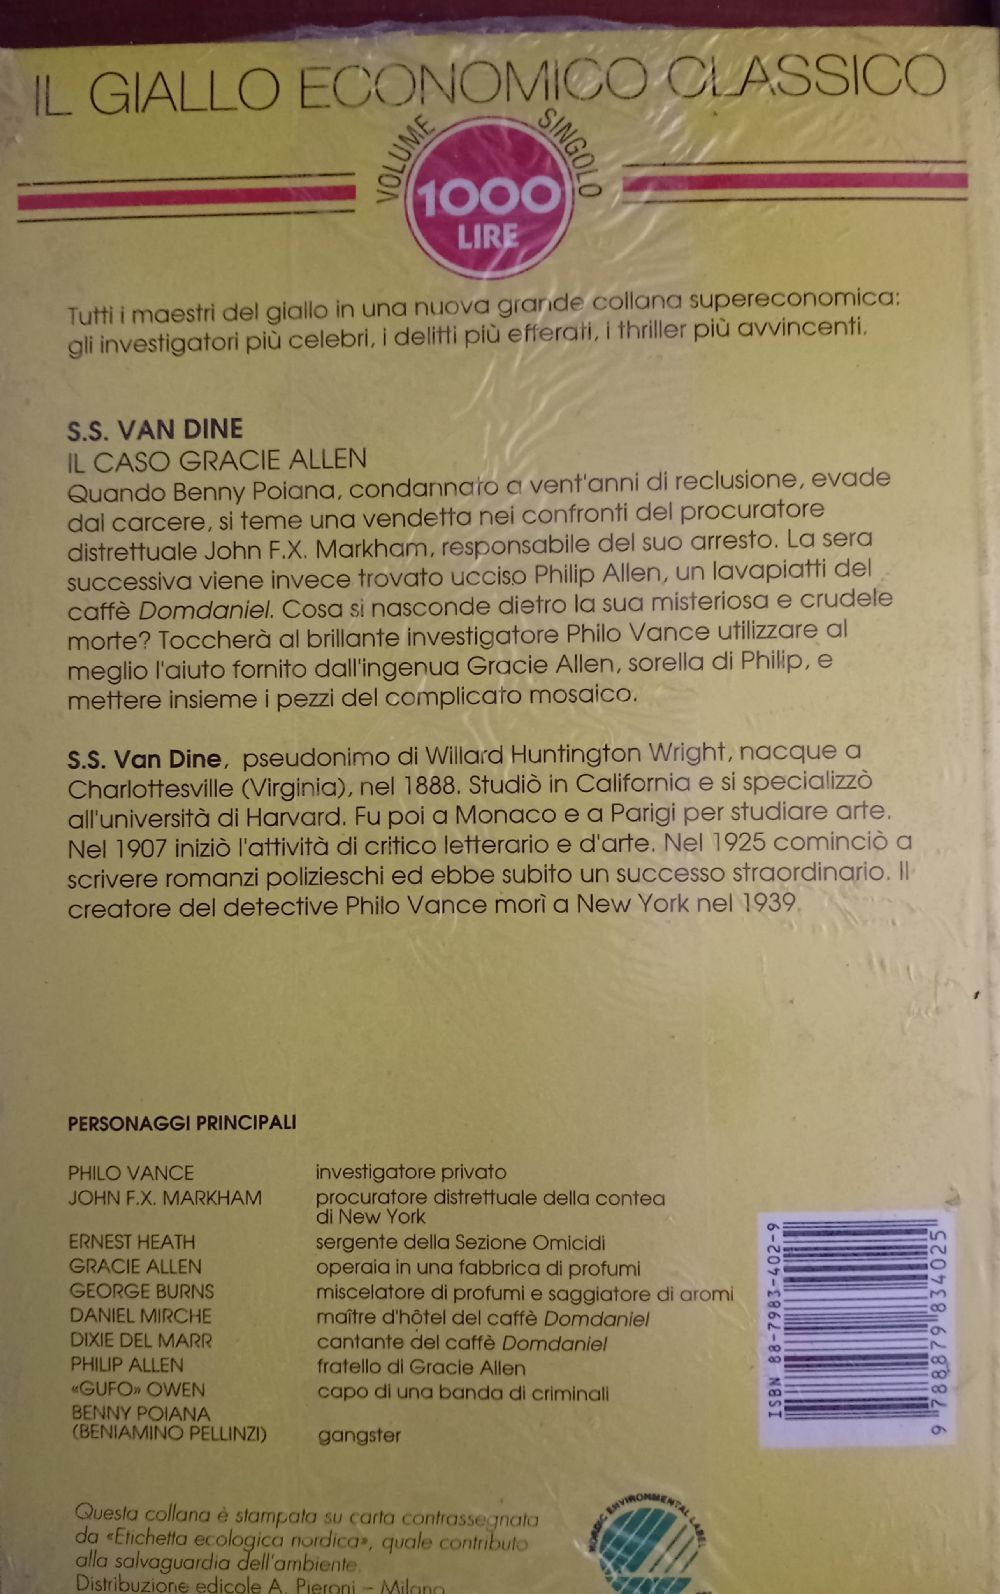 IL GIALLO ECONOMICO CLASSICO
VOLUME SINGOLO
1000
LIRE
Tutti i maestri del giallo in una nuova grande collana supereconomica:
gli investigatori più celebri, i delitti più efferati, i thriller più avvincenti.
S.S. VAN DINE
IL CASO GRACIE ALLEN
Quando Benny Poiana, condannato a vent'anni di reclusione, evade
dal carcere, si teme una vendetta nei confronti del procuratore
distrettuale John F.X. Markham, responsabile del suo arresto. La sera
successiva viene invece trovato ucciso Philip Allen, un lavapiatti del
caffè Domdaniel. Cosa si nasconde dietro la sua misteriosa e crudele
morte? Toccherà al brillante investigatore Philo Vance utilizzare al
meglio l'aiuto fornito dall'ingenua Gracie Allen, sorella di Philip, e
mettere insieme i pezzi del complicato mosaico.
S.S. Van Dine, pseudonimo di Willard Huntington Wright, nacque a
Charlottesville (Virginia), nel 1888. Studiò in California e si specializzò
all'università di Harvard. Fu poi a Monaco e a Parigi per studiare arte.
Nel 1907 iniziò l'attività di critico letterario e d'arte. Nel 1925 cominciò a
scrivere romanzi polizieschi ed ebbe subito un successo straordinario. Il
creatore del detective Philo Vance morì a New York nel 1939.
PERSONAGGI PRINCIPALI
PHILO VANCE investigatore privato
JOHN F.X. MARKHAM procuratore distrettuale della contea
di New York
ERNEST HEATH sergente della Sezione Omicidi
GRACIE ALLEN operaia in una fabbrica di profumi
GEORGE BURNS miscelatore di profumi e saggiatore di aromi
DANIEL MIRCHE maître d'hôtel del caffè Domdaniel
DIXIE DEL MARR cantante del caffè Domdaniel
PHILIP ALLEN fratello di Gracie Allen
«GUFO» OWEN capo di una banda di criminali
BENNY POIANA
(BENIAMINO PELLINZI) gangster
ISBN 88-7983-402-9
9 788879 834025
Questa collana è stampata su carta contrassegnata
da «Etichetta ecologica nordica», quale contributo
alla salvaguardia dell'ambiente.
Distribuzione edicole A. Pieroni – Milano
NORDIC ENVIRONMENTAL LABEL